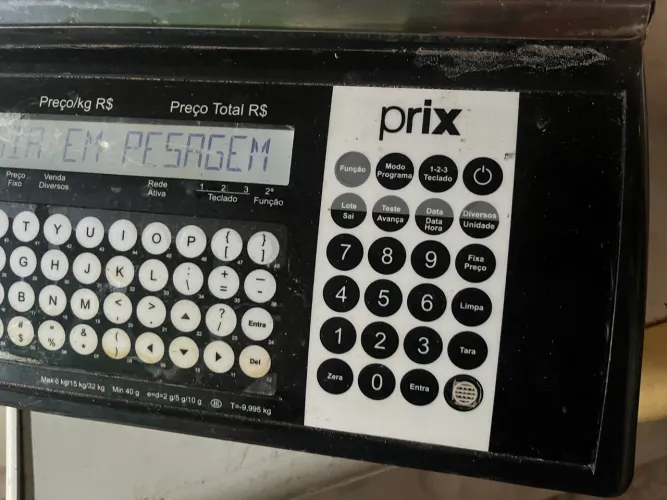 Preço/kg R$ Preço Total R$
EM PESAGEM
Preço Fixo
Venda Diversos
Rede Ativa
1 2 3 Teclado
2ª Função
T Y U I O P { [ } ]
G H J K L : \ + = _ -
B N M < , > . ▲ ? / Entra
# $ * % & ( ) ◀ ▼ ▶ Del
Max 6 kg/15 kg/32 kg Min 40 g e=d=2 g/5 g/10 g T=-9,995 kg
prix
Função Modo Programa 1-2-3 Teclado
Lote Sai Teste Avança Data Data Hora Diversos Unidade
7 8 9 Fixa Preço
4 5 6 Limpa
1 2 3 Tara
Zera 0 Entra